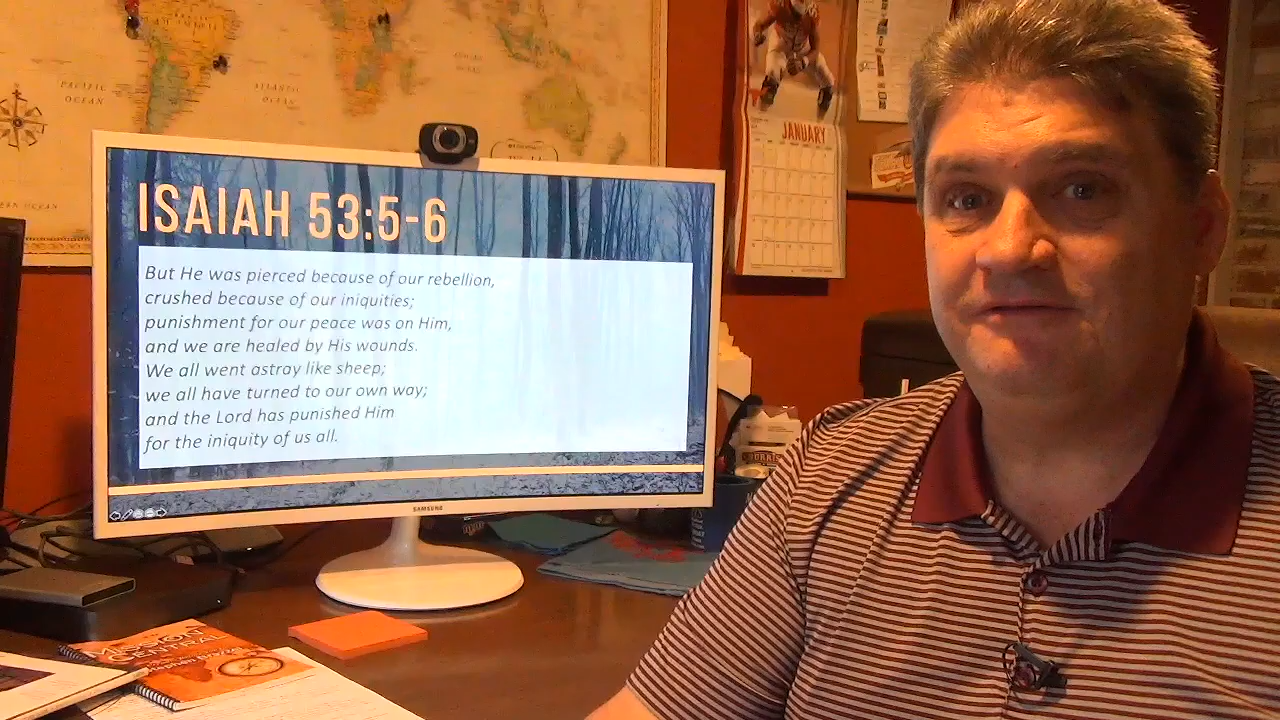 PACIFIC
OCEAN
ATLANTIC
OCEAN
JANUARY
ISAIAH 53:5-6
But He was pierced because of our rebellion,
crushed because of our iniquities;
punishment for our peace was on Him,
and we are healed by His wounds.
We all went astray like sheep;
we all have turned to our own way;
and the Lord has punished Him
for the iniquity of us all.
SAMSUNG
MISSION
CENTRAL